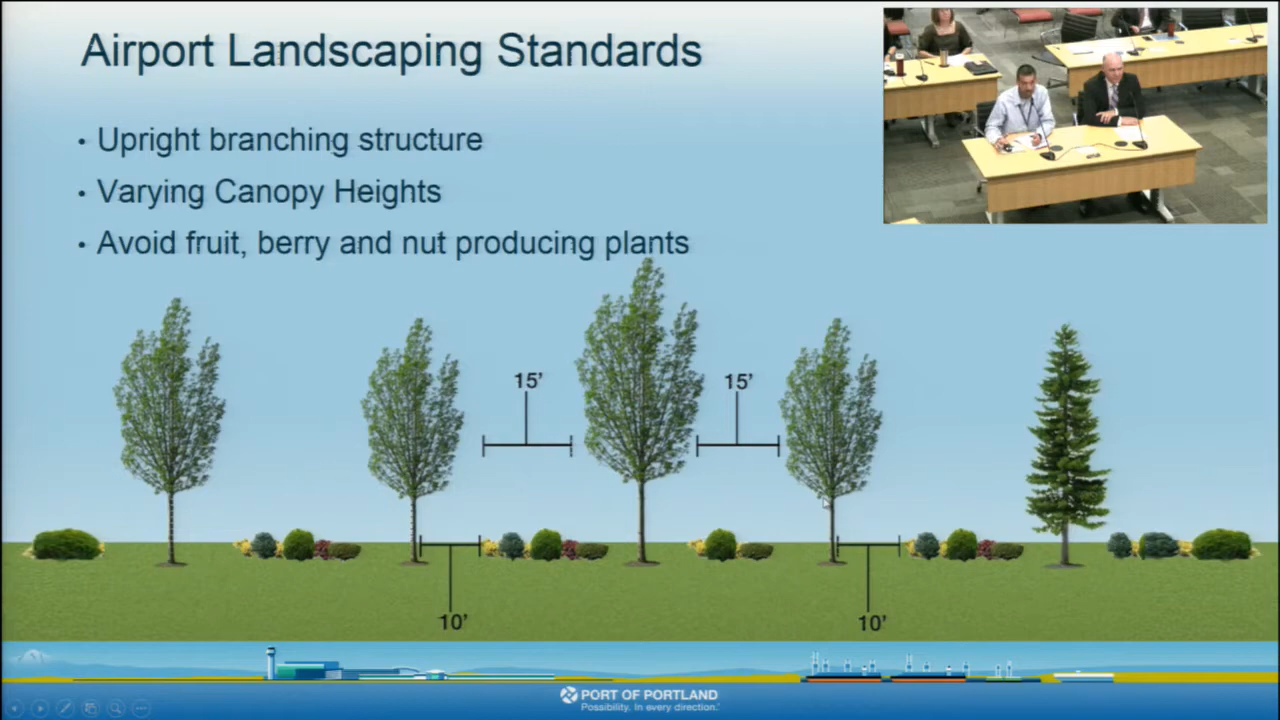 Airport Landscaping Standards
• Upright branching structure
• Varying Canopy Heights
• Avoid fruit, berry and nut producing plants
15’
15’
10’
10’
PORT OF PORTLAND
Possibility. In every direction.™